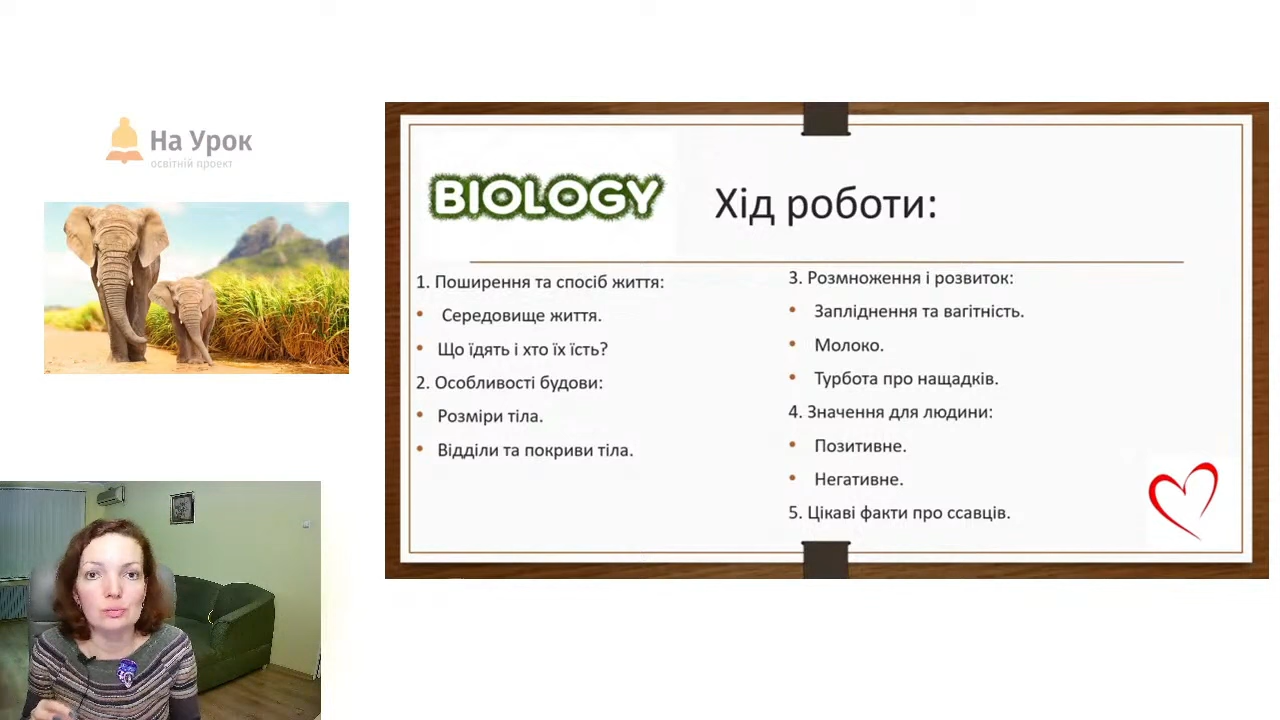 На Урок
освітній проект
BIOLOGY
Хід роботи:
1. Поширення та спосіб життя:
• Середовище життя.
• Що їдять і хто їх їсть?
2. Особливості будови:
• Розміри тіла.
• Відділи та покриви тіла.
3. Розмноження і розвиток:
• Запліднення та вагітність.
• Молоко.
• Турбота про нащадків.
4. Значення для людини:
• Позитивне.
• Негативне.
5. Цікаві факти про ссавців.